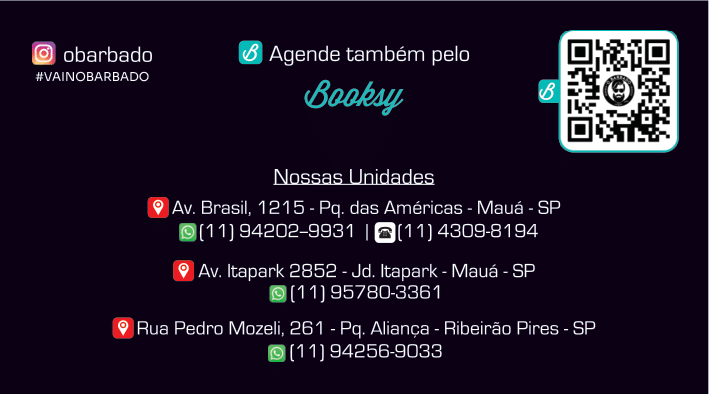 obarbado
#VAINOBARBADO
B Agende também pelo
Booksy
B
Nossas Unidades
Av. Brasil, 1215 - Pq. das Américas - Mauá - SP
(11) 94202-9931 | (11) 4309-8194
Av. Itapark 2852 - Jd. Itapark - Mauá - SP
(11) 95780-3361
Rua Pedro Mozeli, 261 - Pq. Aliança - Ribeirão Pires - SP
(11) 94256-9033